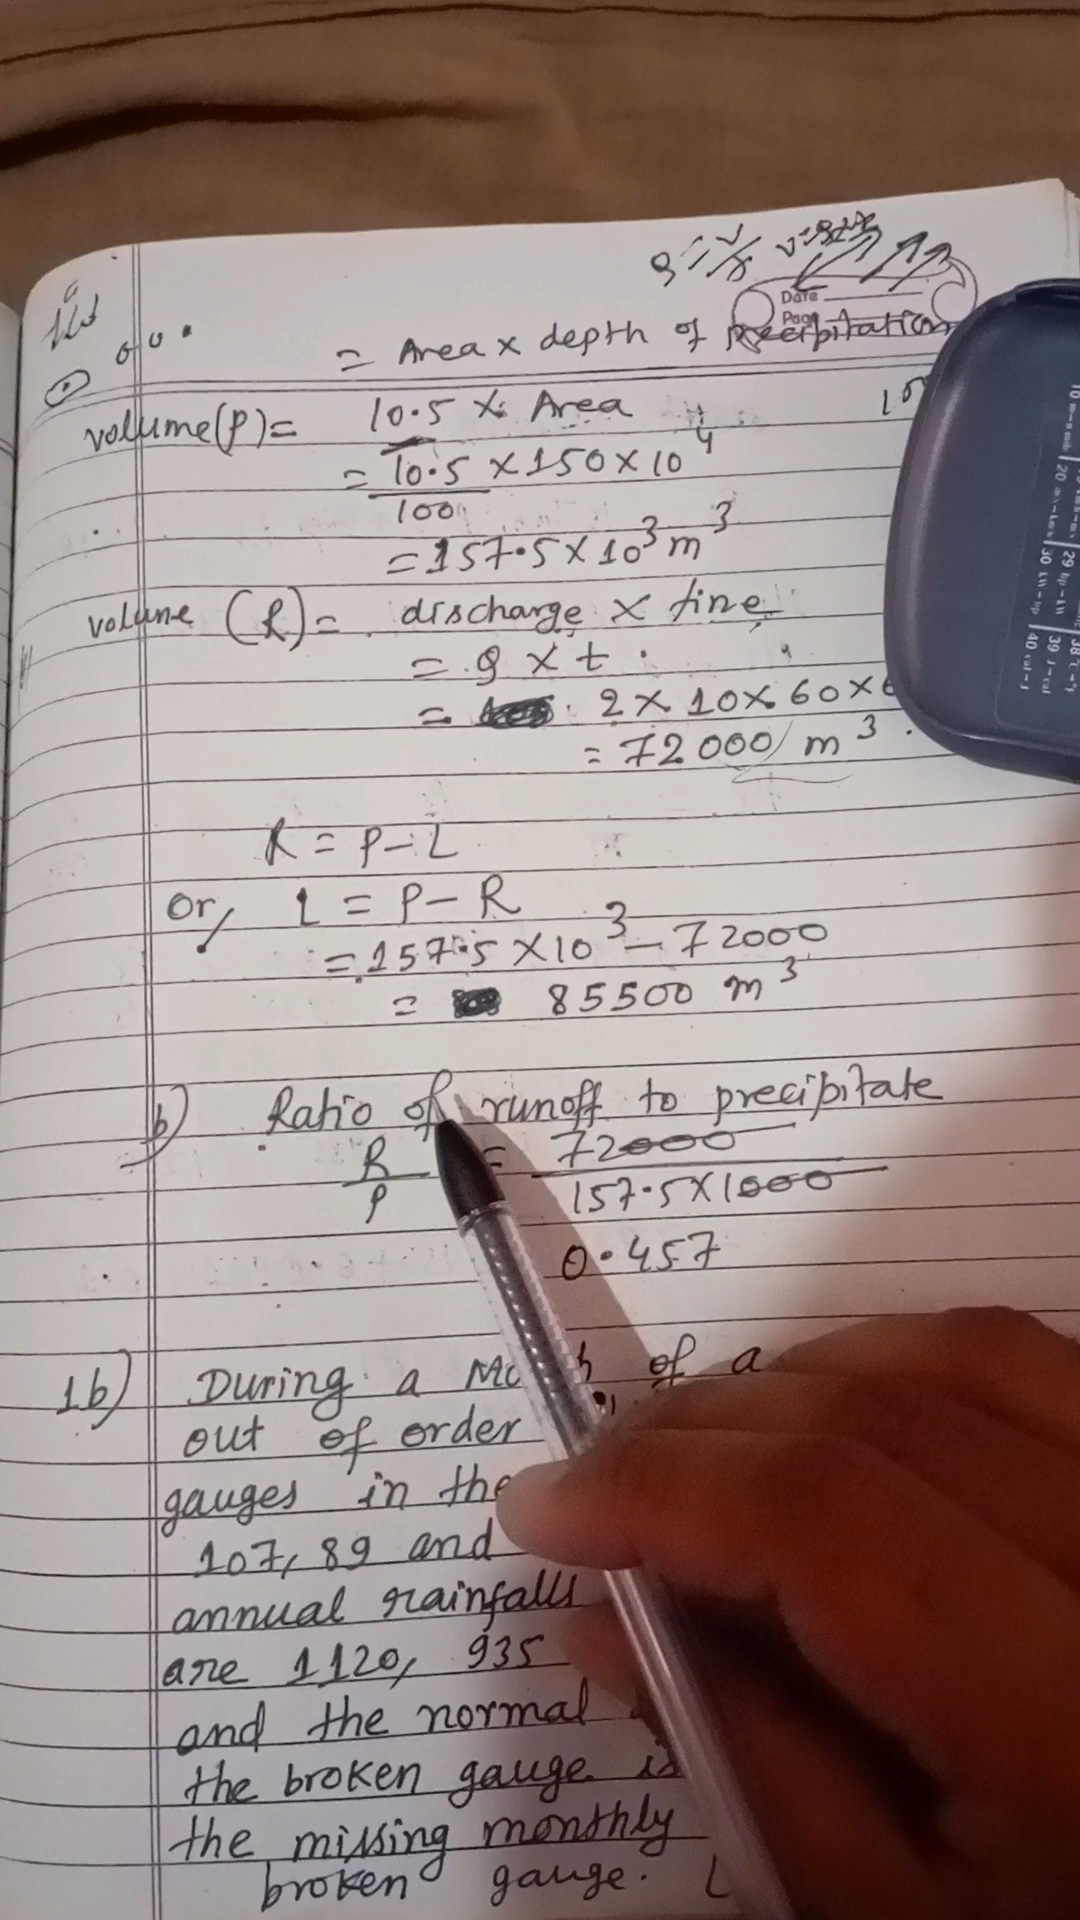 Date
Page
= Area x depth of precipitation
volume(P)= 10.5 x Area
= 10.5 x 150 x 10^4
100
= 157.5 x 10^3 m^3
volune (R)= discharge x time
= Q x t
= 2 x 10 x 60 x
= 72000 m^3
R = P - L
Or, L = P - R
= 157.5 x 10^3 - 72000
= 85500 m^3
b) Ratio of runoff to precipitate
R/P = 72000
157.5 x 1000
0.457
1b) During a of a
out of order
gauges in the
107, 89 and
annual rainfalls
are 1120, 935
and the normal
the broken gauge is
the missing monthly
broken gauge.